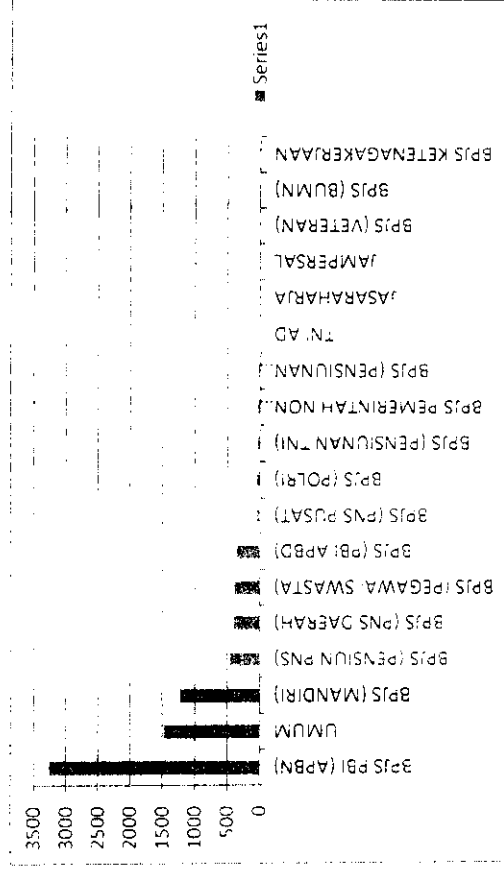 3500
3000
2500
2000
1500
1000
500
0
BPJS PBI (APBN)
UMUM
BPJS (MANDIRI)
BPJS (PENSIUN PNS)
BPJS (PNS DAERAH)
BPJS (PEGAWAI SWASTA)
BPJS (PBI APBD)
BPJS (PNS PUSAT)
BPJS (POLRI)
BPJS (PENSIUNAN TNI)
BPJS PEMERINTAH NON...
BPJS (PENSIUNAN...
TNI AD
JASARAHARJA
JAMPERSAL
BPJS (VETERAN)
BPJS (BUMN)
BPJS KETENAGAKERJAAN
Series1